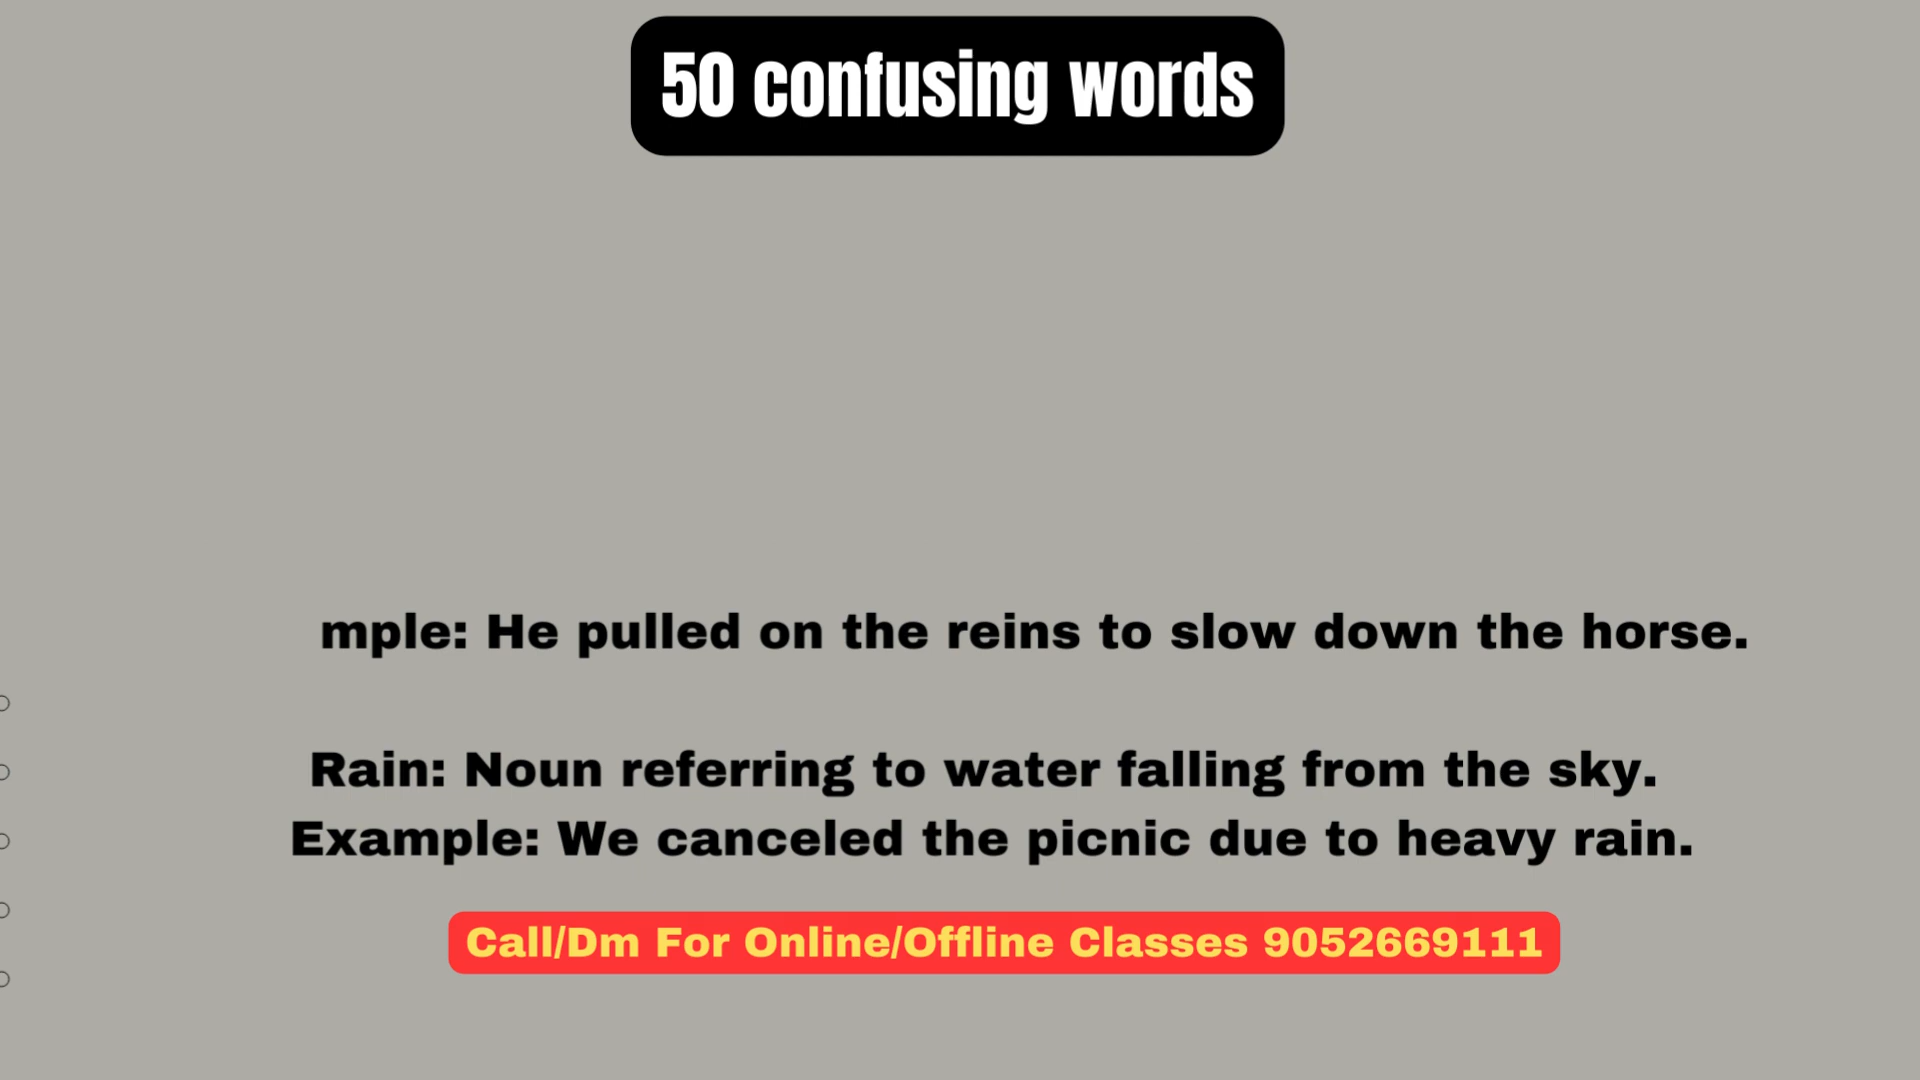 50 confusing words
mple: He pulled on the reins to slow down the horse.
Rain: Noun referring to water falling from the sky.
Example: We canceled the picnic due to heavy rain.
Call/Dm For Online/Offline Classes 9052669111